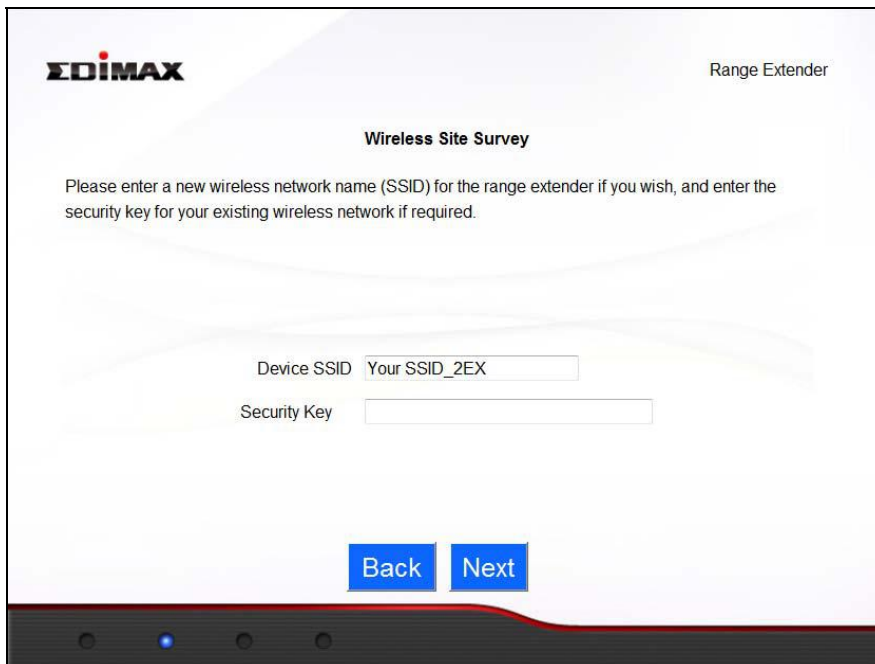 EDIMAX
Range Extender
Wireless Site Survey
Please enter a new wireless network name (SSID) for the range extender if you wish, and enter the
security key for your existing wireless network if required.
Device SSID Your SSID_2EX
Security Key
Back Next